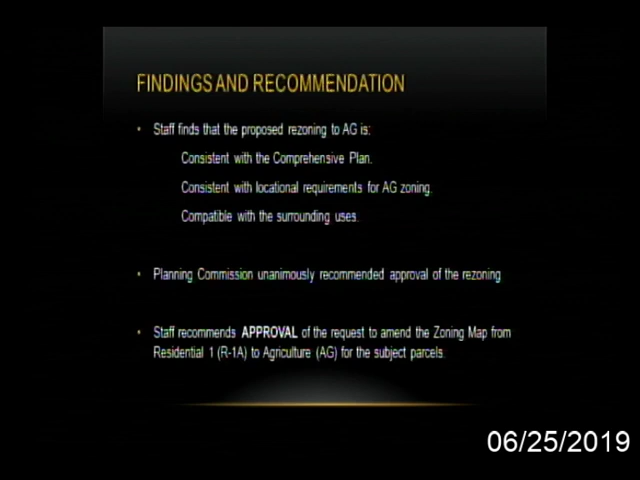 FINDINGS AND RECOMMENDATION
• Staff finds that the proposed rezoning to AG is:
Consistent with the Comprehensive Plan.
Consistent with locational requirements for AG zoning.
Compatible with the surrounding uses.
• Planning Commission unanimously recommended approval of the rezoning
• Staff recommends APPROVAL of the request to amend the Zoning Map from
Residential 1 (R-1A) to Agriculture (AG) for the subject parcels.
06/25/2019